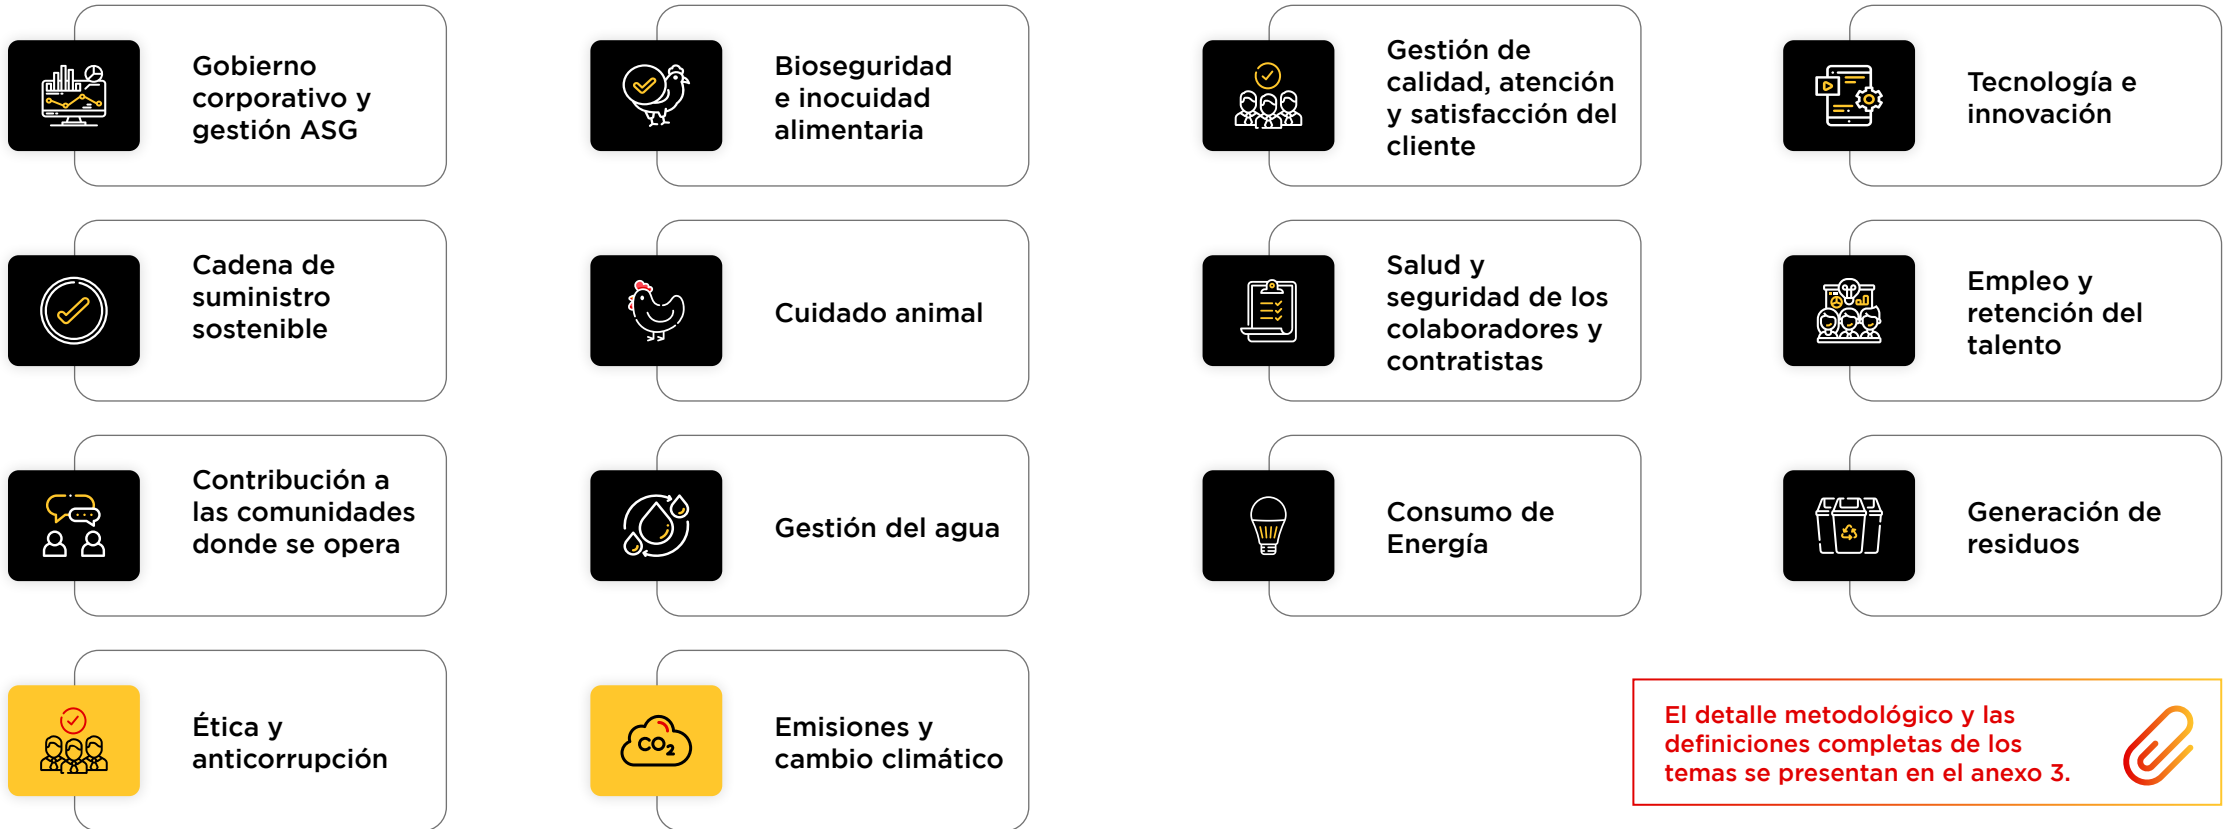 Gobierno
corporativo y
gestión ASG
Bioseguridad
e inocuidad
alimentaria
Gestión de
calidad, atención
y satisfacción del
cliente
Tecnología e
innovación
Cadena de
suministro
sostenible
Cuidado animal
Salud y
seguridad de los
colaboradores y
contratistas
Empleo y
retención del
talento
Contribución a
las comunidades
donde se opera
Gestión del agua
Consumo de
Energía
Generación de
residuos
Ética y
anticorrupción
CO₂
Emisiones y
cambio climático
El detalle metodológico y las
definiciones completas de los
temas se presentan en el anexo 3.